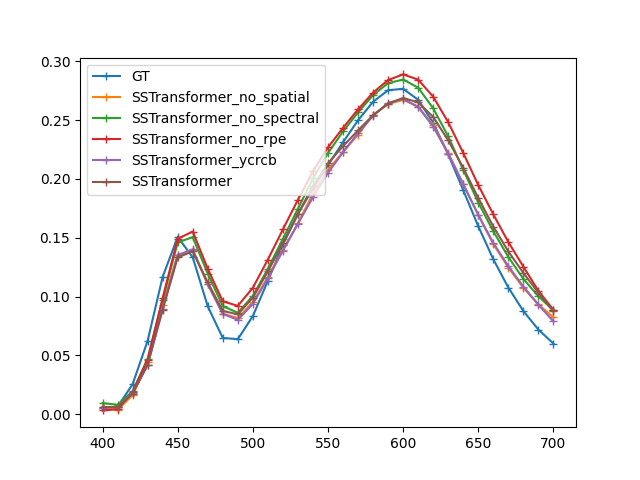 0.30
0.25
0.20
0.15
0.10
0.05
0.00
GT
SSTransformer_no_spatial
SSTransformer_no_spectral
SSTransformer_no_rpe
SSTransformer_ycrcb
SSTransformer
400 450 500 550 600 650 700